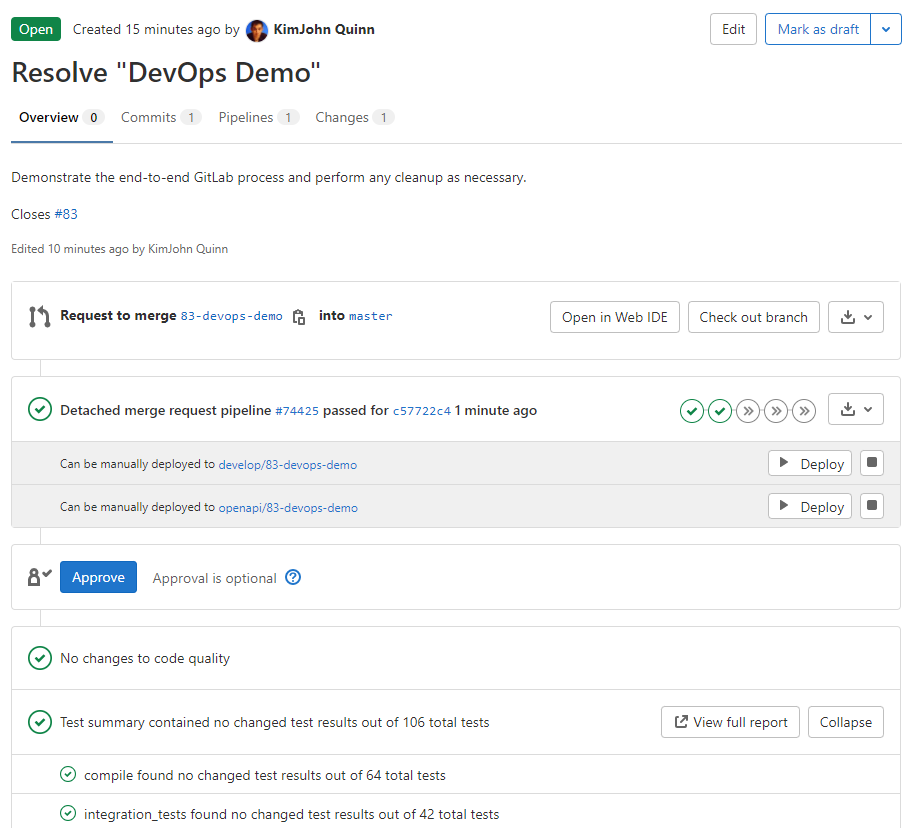 Open Created 15 minutes ago by KimJohn Quinn Edit Mark as draft
Resolve "DevOps Demo"
Overview 0 Commits 1 Pipelines 1 Changes 1
Demonstrate the end-to-end GitLab process and perform any cleanup as necessary.
Closes #83
Edited 10 minutes ago by KimJohn Quinn
Request to merge 83-devops-demo into master Open in Web IDE Check out branch
Detached merge request pipeline #74425 passed for c57722c4 1 minute ago
Can be manually deployed to develop/83-devops-demo Deploy
Can be manually deployed to openapi/83-devops-demo Deploy
Approve Approval is optional
No changes to code quality
Test summary contained no changed test results out of 106 total tests View full report Collapse
compile found no changed test results out of 64 total tests
integration_tests found no changed test results out of 42 total tests